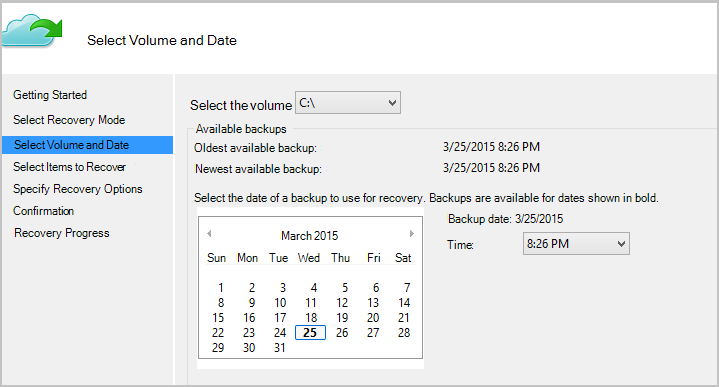 Select Volume and Date
Getting Started
Select Recovery Mode
Select Volume and Date
Select Items to Recover
Specify Recovery Options
Confirmation
Recovery Progress
Select the volume C:\
Available backups
Oldest available backup: 3/25/2015 8:26 PM
Newest available backup: 3/25/2015 8:26 PM
Select the date of a backup to use for recovery. Backups are available for dates shown in bold.
March 2015
Sun Mon Tue Wed Thu Fri Sat
1 2 3 4 5 6 7
8 9 10 11 12 13 14
15 16 17 18 19 20 21
22 23 24 25 26 27 28
29 30 31
Backup date: 3/25/2015
Time: 8:26 PM